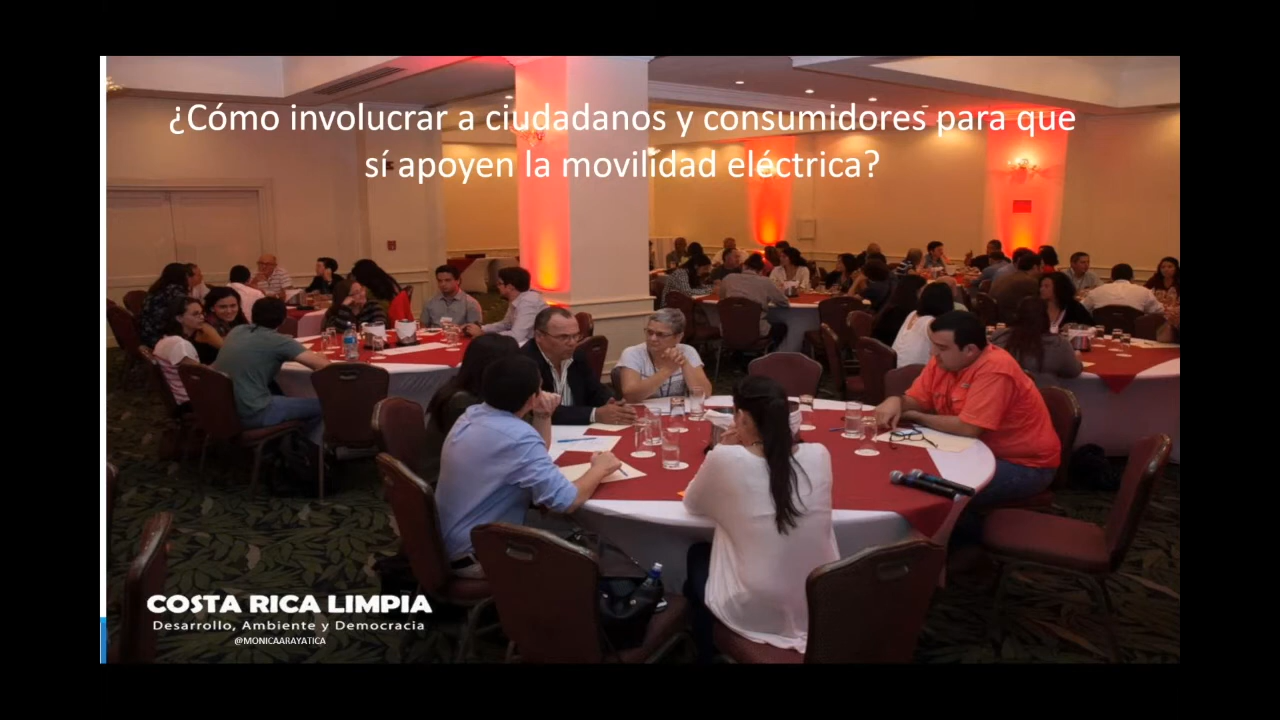 ¿Cómo involucrar a ciudadanos y consumidores para que
sí apoyen la movilidad eléctrica?
COSTA RICA LIMPIA
Desarrollo, Ambiente y Democracia
@MONICAARAYATICA